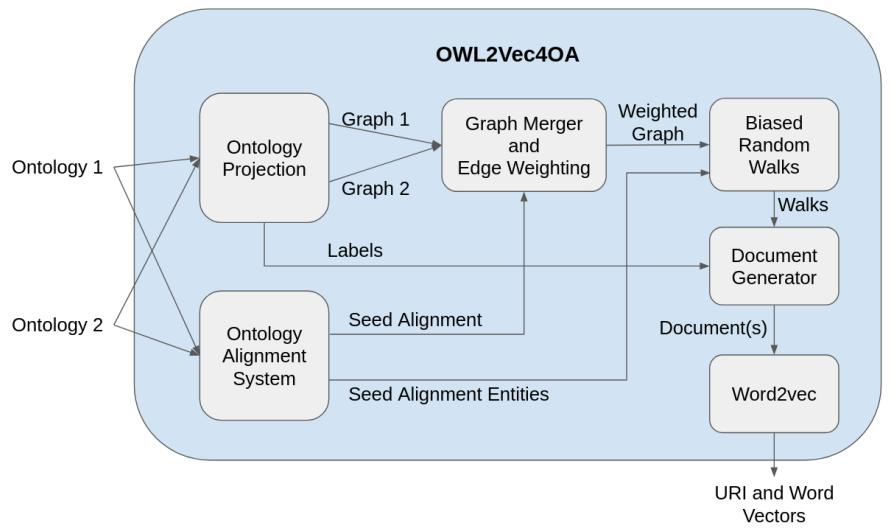 OWL2Vec4OA
Ontology 1
Ontology 2
Ontology
Projection
Graph 1
Graph 2
Graph Merger
and
Edge Weighting
Weighted
Graph
Biased
Random
Walks
Walks
Labels
Document
Generator
Ontology
Alignment
System
Seed Alignment
Seed Alignment Entities
Document(s)
Word2vec
URI and Word
Vectors